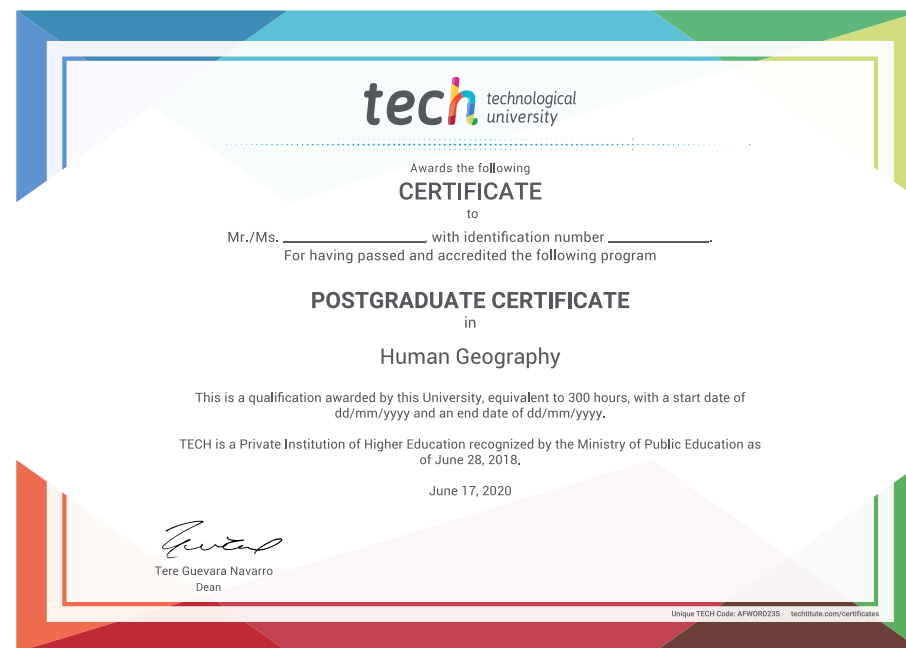 tech technological
university
Awards the following
CERTIFICATE
to
Mr./Ms. ____________, with identification number ____________.
For having passed and accredited the following program
POSTGRADUATE CERTIFICATE
in
Human Geography
This is a qualification awarded by this University, equivalent to 300 hours, with a start date of
dd/mm/yyyy and an end date of dd/mm/yyyy.
TECH is a Private Institution of Higher Education recognized by the Ministry of Public Education as
of June 28, 2018.
June 17, 2020
Tere Guevara Navarro
Dean
Unique TECH Code: AFWORD23S techtitute.com/certificates